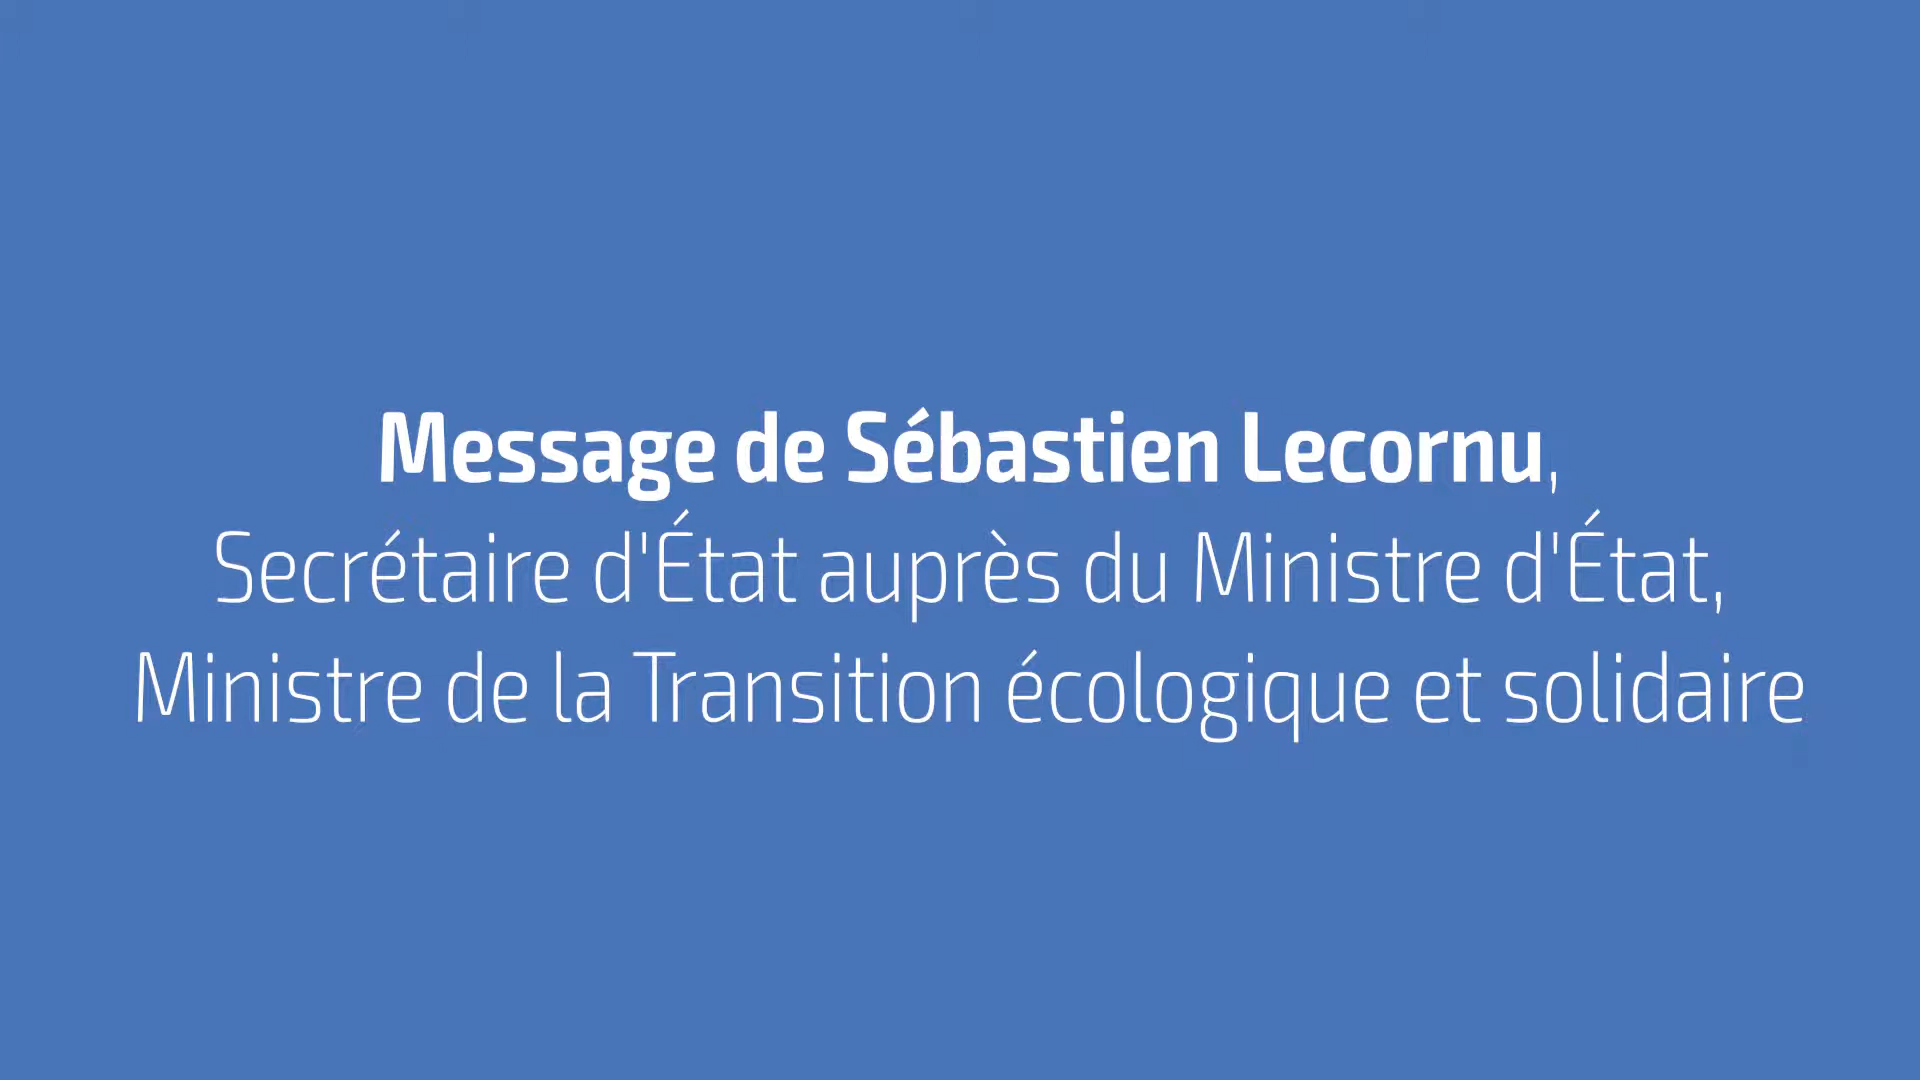 Message de Sébastien Lecornu,
Secrétaire d'État auprès du Ministre d'État,
Ministre de la Transition écologique et solidaire